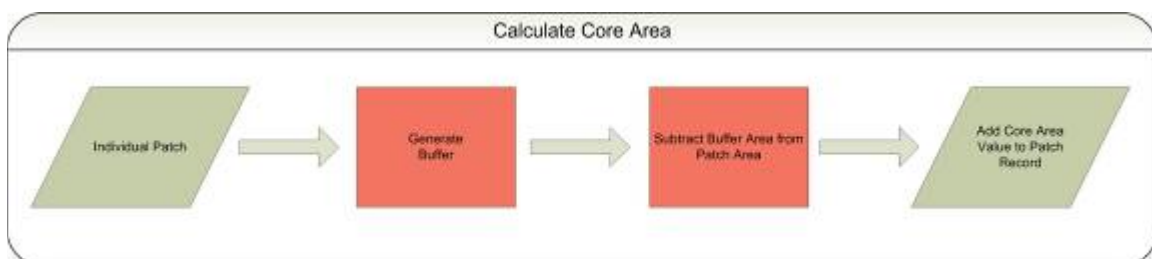 Calculate Core Area
Individual Patch
Generate
Buffer
Subtract Buffer Area from
Patch Area
Add Core Area
Value to Patch
Record